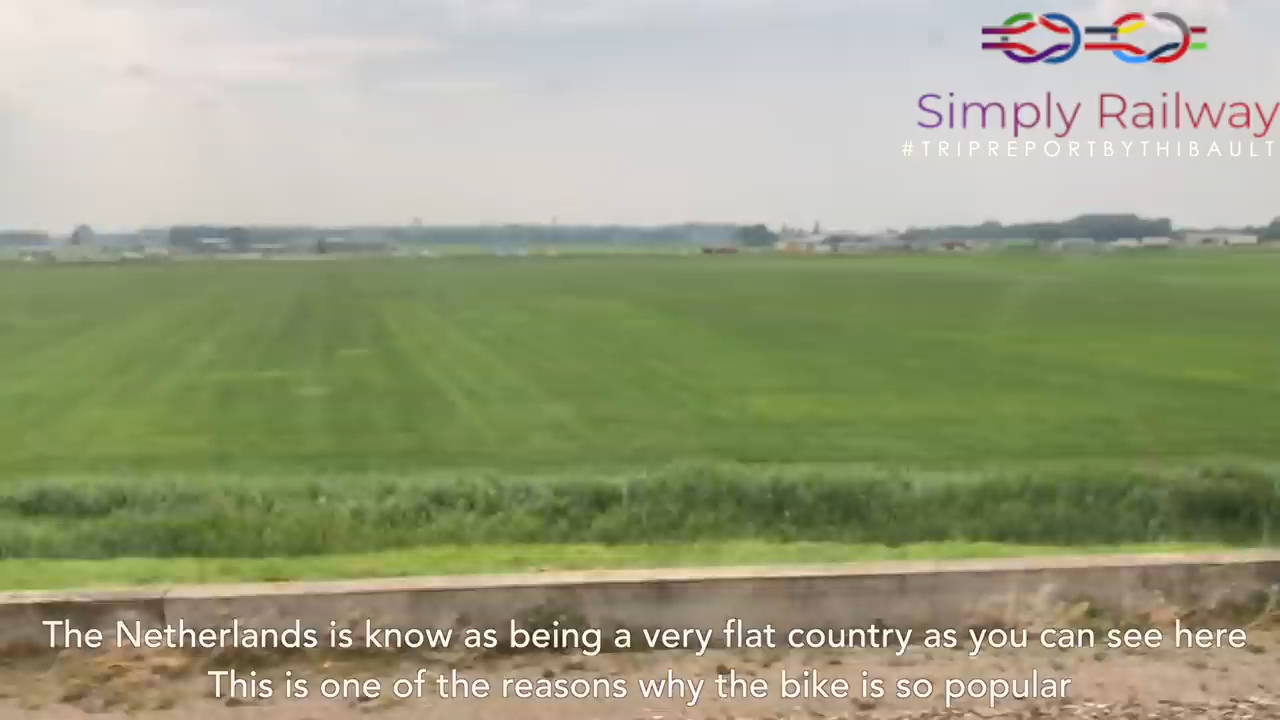 Simply Railway
#TRIPREPORTBYTHIBAULT
The Netherlands is know as being a very flat country as you can see here
This is one of the reasons why the bike is so popular